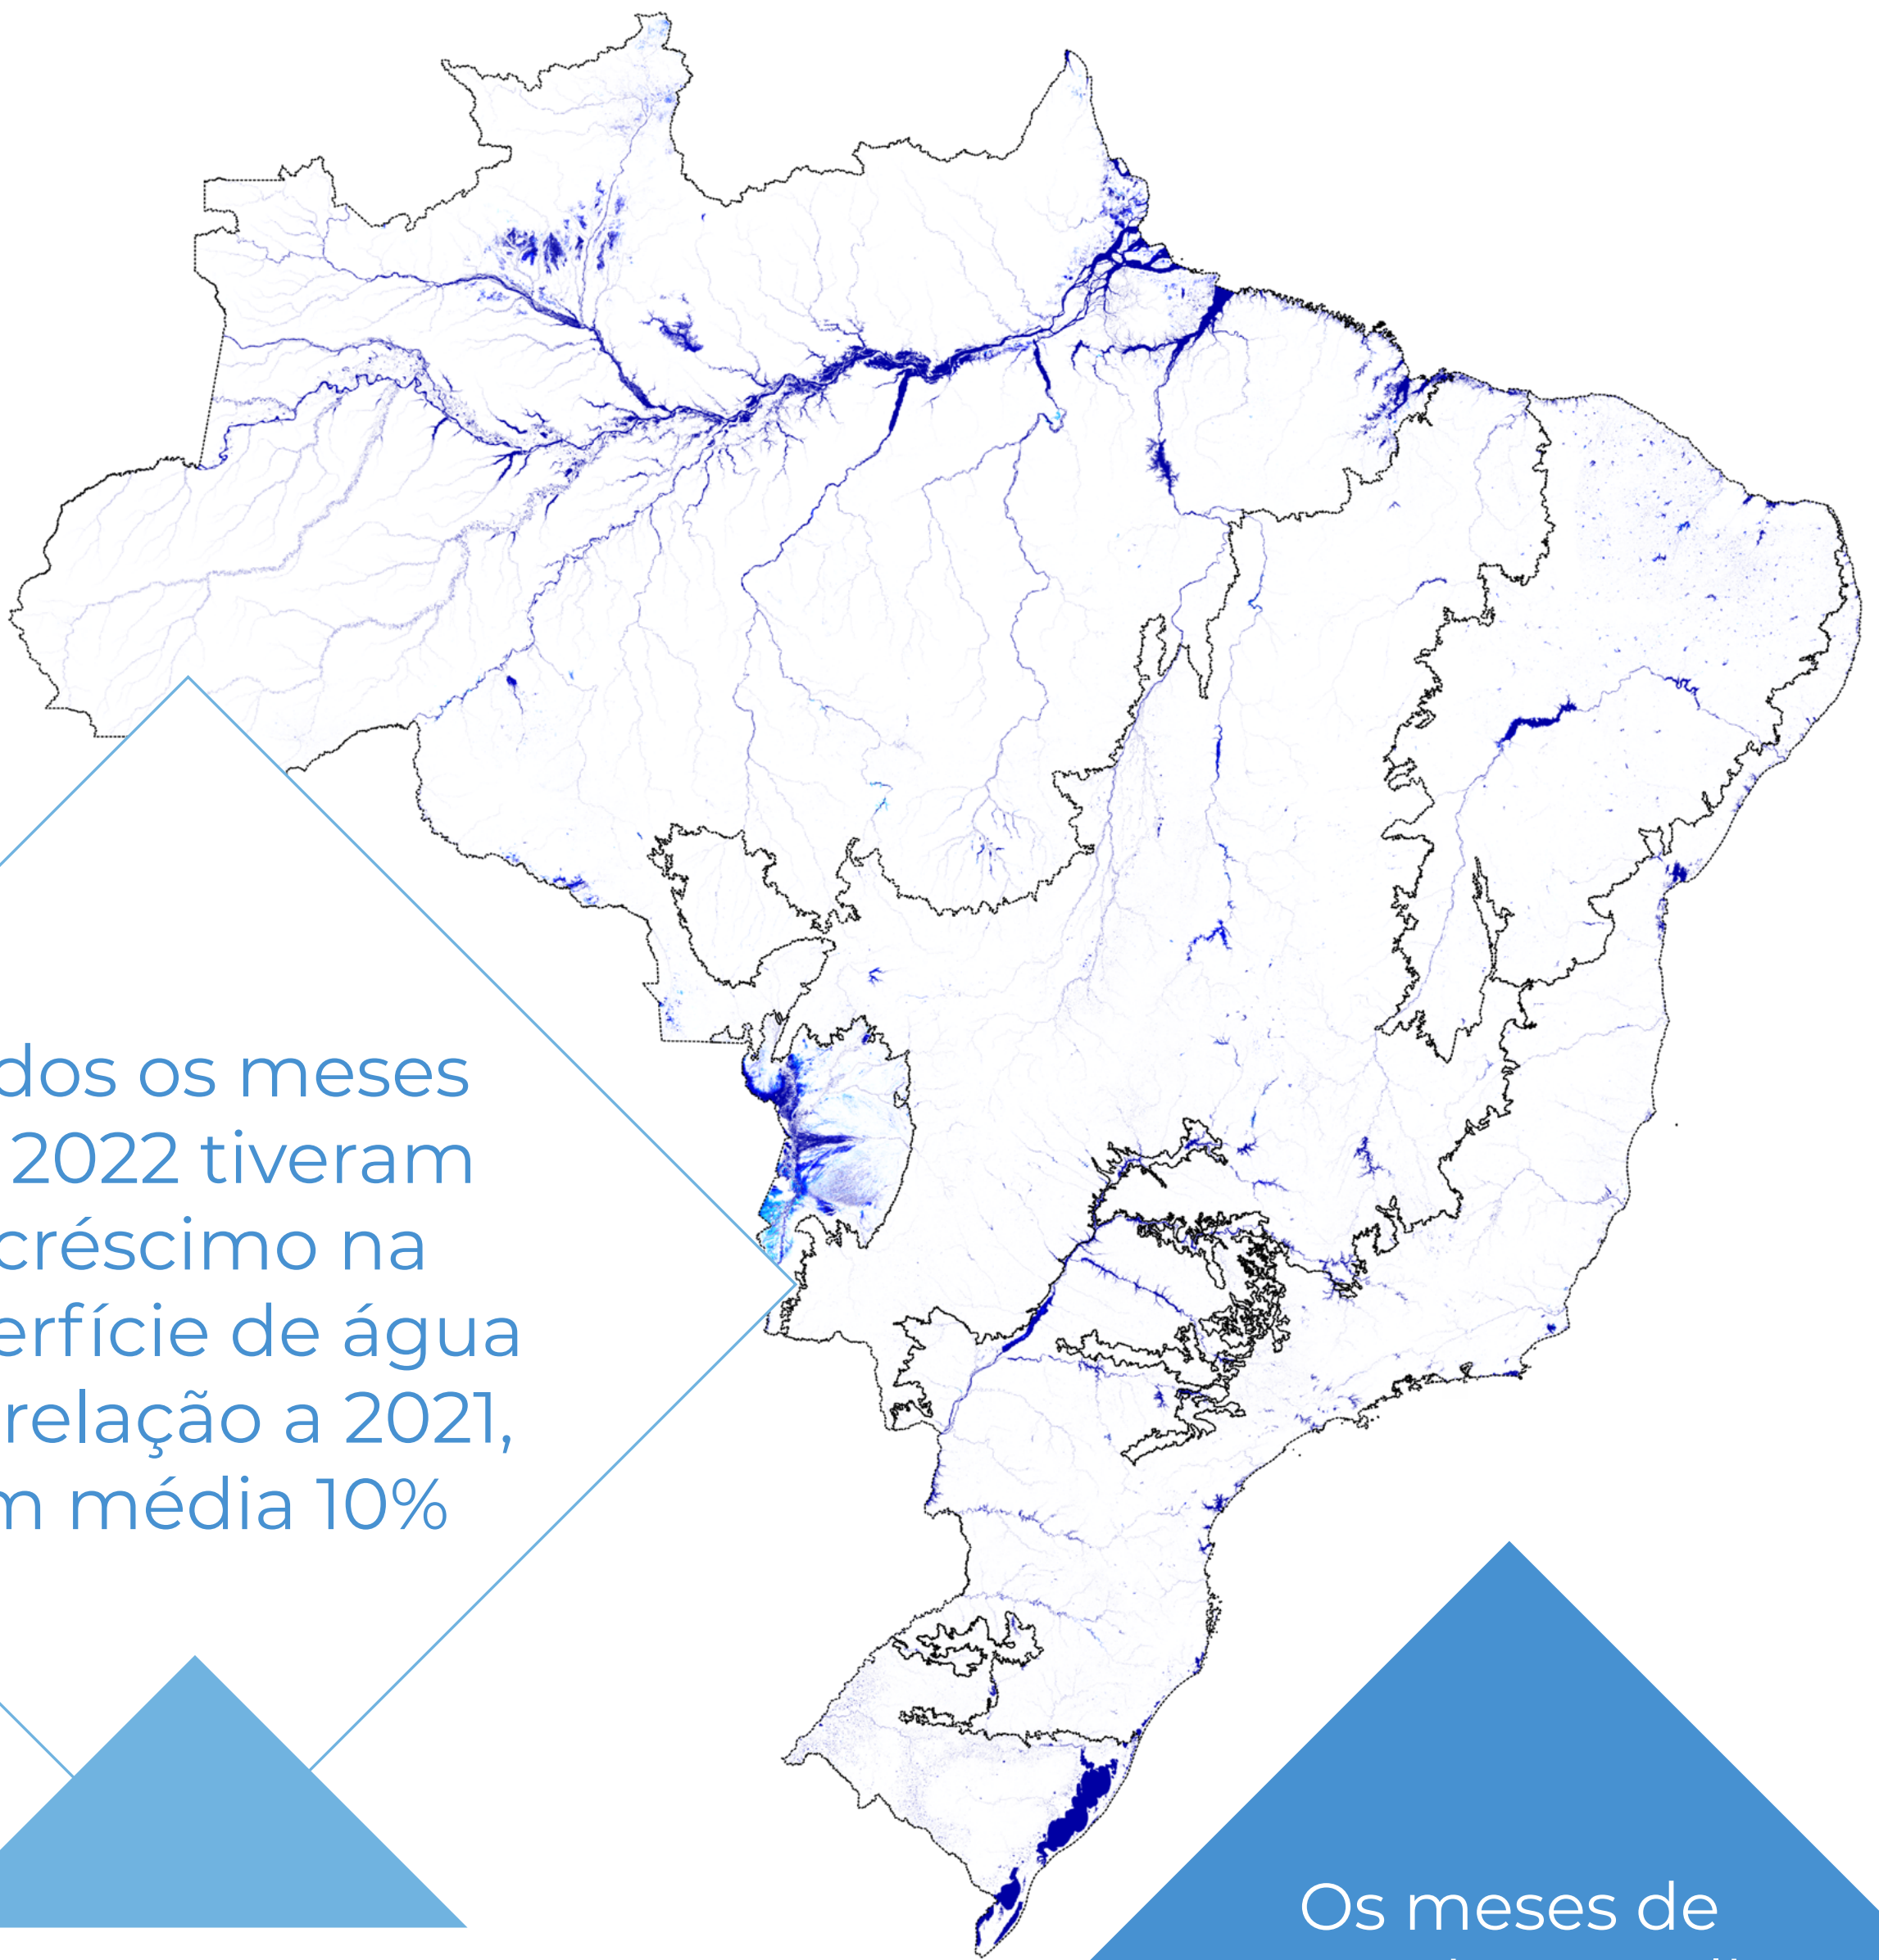 dos os meses
2022 tiveram
créscimo na
erfície de água
relação a 2021,
m média 10%
Os meses de